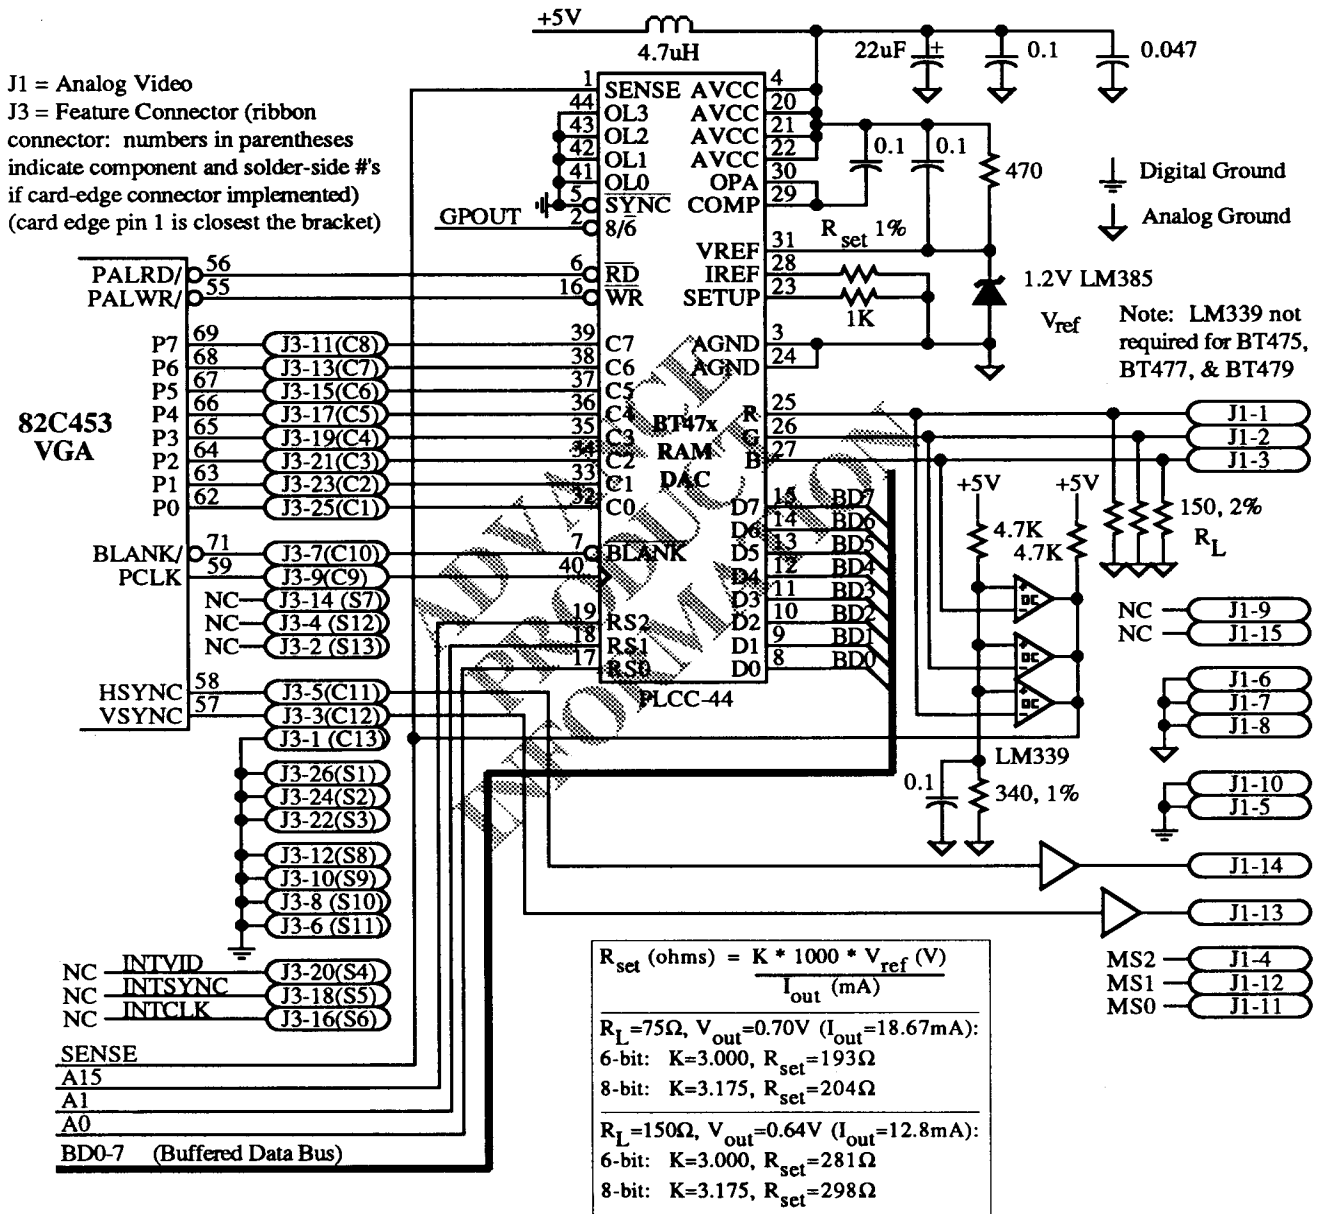 +5V
4.7uH
22uF
+
0.1
0.047
J1 = Analog Video
J3 = Feature Connector (ribbon
connector: numbers in parentheses
indicate component and solder-side #'s
if card-edge connector implemented)
(card edge pin 1 is closest the bracket)
1 SENSE AVCC 4
44 OL3 AVCC 20
43 OL2 AVCC 21
42 OL1 AVCC 22
41 OL0 OPA 30
5 SYNC COMP 29
GPOUT 2 8/6
0.1 0.1
470
Digital Ground
Analog Ground
Rset 1%
VREF 31
PALRD/ 56 6 RD IREF 28
PALWR/ 55 16 WR SETUP 23
1K
1.2V LM385
Vref
Note: LM339 not
required for BT475,
BT477, & BT479
P7 69 J3-11(C8) 39 C7 AGND 3
P6 68 J3-13(C7) 38 C6 AGND 24
P5 67 J3-15(C6) 37 C5
P4 66 J3-17(C5) 36 C4 R 25 J1-1
P3 65 J3-19(C4) 35 C3 G 26 J1-2
P2 64 J3-21(C3) 34 C2 B 27 J1-3
P1 63 J3-23(C2) 33 C1
P0 62 J3-25(C1) 32 C0 D7 15 BD7
82C453
VGA
BT47x
RAM
DAC
D6 14 BD6
BLANK/ 71 J3-7(C10) 7 BLANK D5 13 BD5
PCLK 59 J3-9(C9) 40 D4 12 BD4
NC J3-14 (S7) D3 11 BD3
NC J3-4 (S12) 19 RS2 D2 10 BD2
NC J3-2 (S13) 18 RS1 D1 9 BD1
17 RS0 D0 8 BD0
PLCC-44
+5V +5V
4.7K
4.7K
150, 2%
RL
+
OC
-
+
-
+
OC
-
LM339
0.1
340, 1%
NC J1-9
NC J1-15
J1-6
J1-7
J1-8
J1-10
J1-5
J1-14
J1-13
MS2 J1-4
MS1 J1-12
MS0 J1-11
HSYNC 58 J3-5(C11)
VSYNC 57 J3-3(C12)
J3-1 (C13)
J3-26(S1)
J3-24(S2)
J3-22(S3)
J3-12(S8)
J3-10(S9)
J3-8 (S10)
J3-6 (S11)
NC INTVID J3-20(S4)
NC INTSYNC J3-18(S5)
NC INTCLK J3-16(S6)
SENSE
A15
A1
A0
BD0-7 (Buffered Data Bus)
ADVANCE
PRODUCT
INFORMATION
Rset (ohms) = K * 1000 * Vref (V)
Iout (mA)
RL=75Ω, Vout=0.70V (Iout=18.67mA):
6-bit: K=3.000, Rset=193Ω
8-bit: K=3.175, Rset=204Ω
RL=150Ω, Vout=0.64V (Iout=12.8mA):
6-bit: K=3.000, Rset=281Ω
8-bit: K=3.175, Rset=298Ω